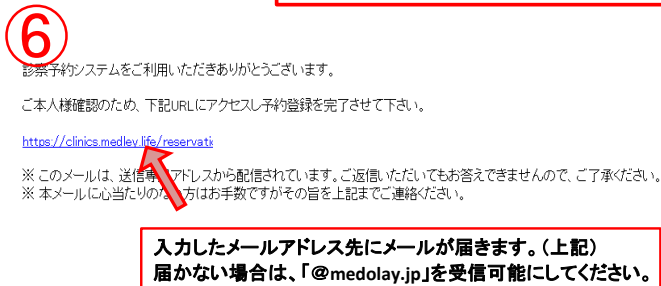 ⑥
診察予約システムをご利用いただきありがとうございます。
ご本人様確認のため、下記URLにアクセスし予約登録を完了させて下さい。
https://clinics.medley.life/reservati
※ このメールは、送信専アドレスから配信されています。ご返信いただいてもお答えできませんので、ご了承ください。
※ 本メールに心当たりの方はお手数ですがその旨を上記までご連絡ください。
入力したメールアドレス先にメールが届きます。(上記)
届かない場合は、「@medolay.jp」を受信可能にしてください。